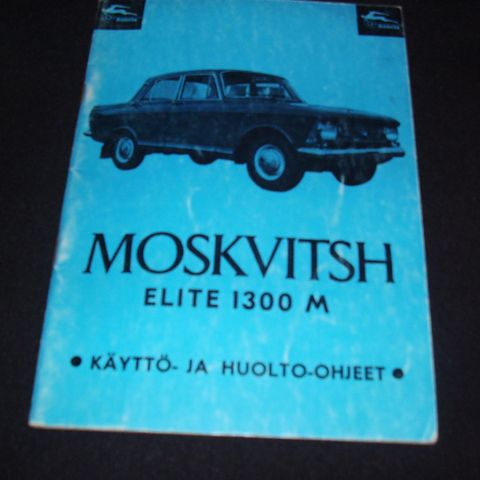 MOSKVITSH
ELITE 1300 M
• KÄYTTÖ- JA HUOLTO-OHJEET •